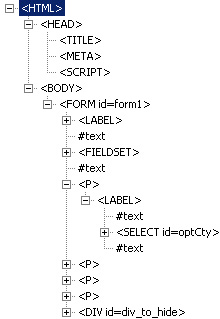 <HTML>
<HEAD>
<TITLE>
<META>
<SCRIPT>
<BODY>
<FORM id=form1>
<LABEL>
#text
<FIELDSET>
#text
<P>
<LABEL>
#text
<SELECT id=optCty>
#text
<P>
<P>
<P>
<DIV id=div_to_hide>